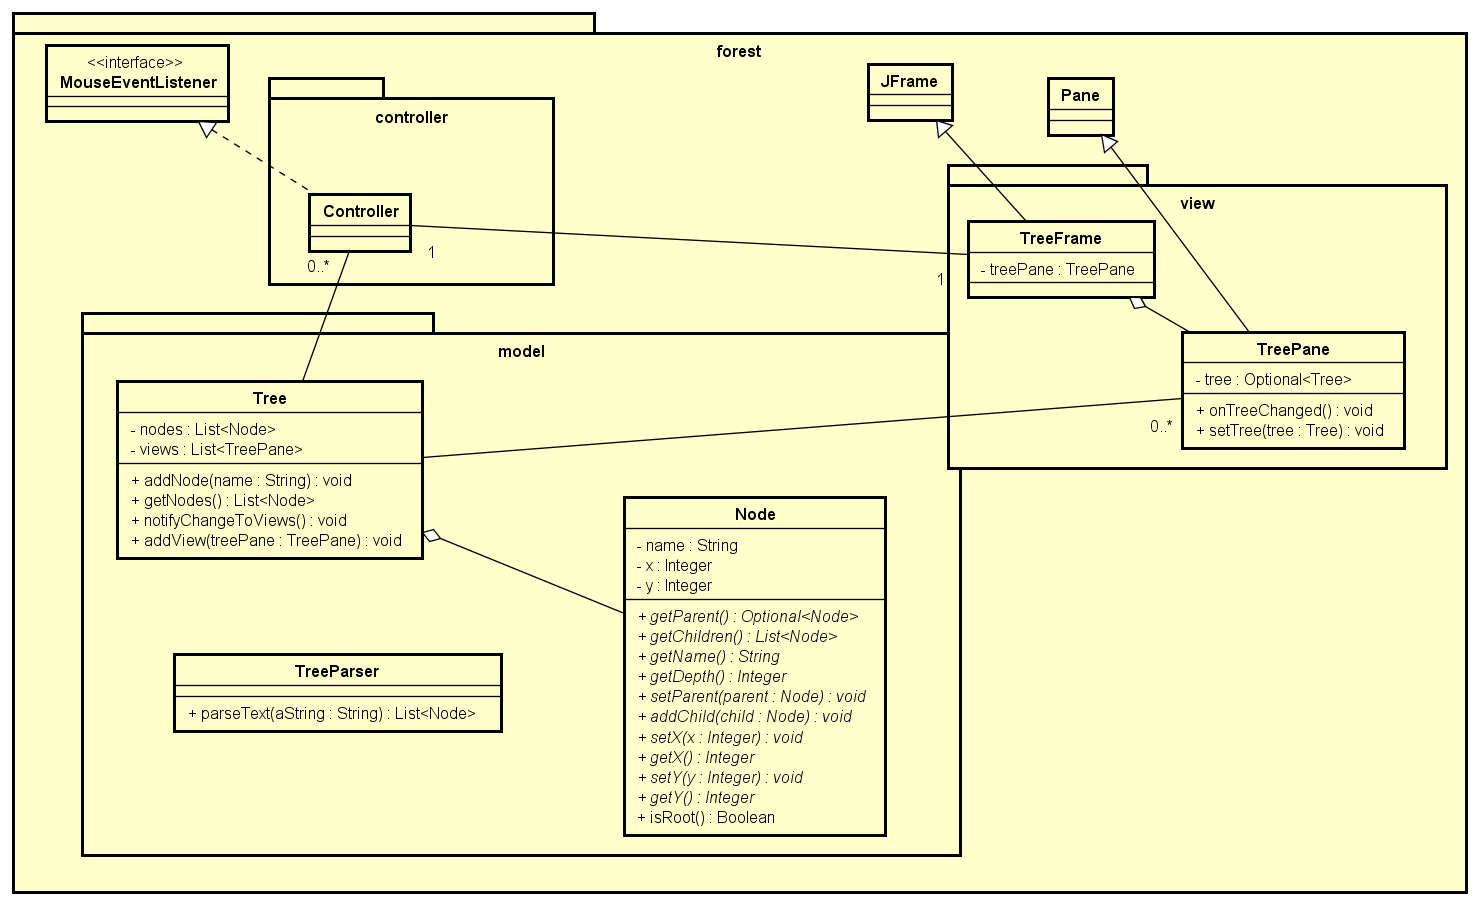 forest
<<interface>>
MouseEventListener
controller
Controller
0..*
1
JFrame
Pane
view
TreeFrame
- treePane : TreePane
1
TreePane
- tree : Optional<Tree>
+ onTreeChanged() : void
+ setTree(tree : Tree) : void
0..*
model
Tree
- nodes : List<Node>
- views : List<TreePane>
+ addNode(name : String) : void
+ getNodes() : List<Node>
+ notifyChangeToViews() : void
+ addView(treePane : TreePane) : void
Node
- name : String
- x : Integer
- y : Integer
+ getParent() : Optional<Node>
+ getChildren() : List<Node>
+ getName() : String
+ getDepth() : Integer
+ setParent(parent : Node) : void
+ addChild(child : Node) : void
+ setX(x : Integer) : void
+ getX() : Integer
+ setY(y : Integer) : void
+ getY() : Integer
+ isRoot() : Boolean
TreeParser
+ parseText(aString : String) : List<Node>